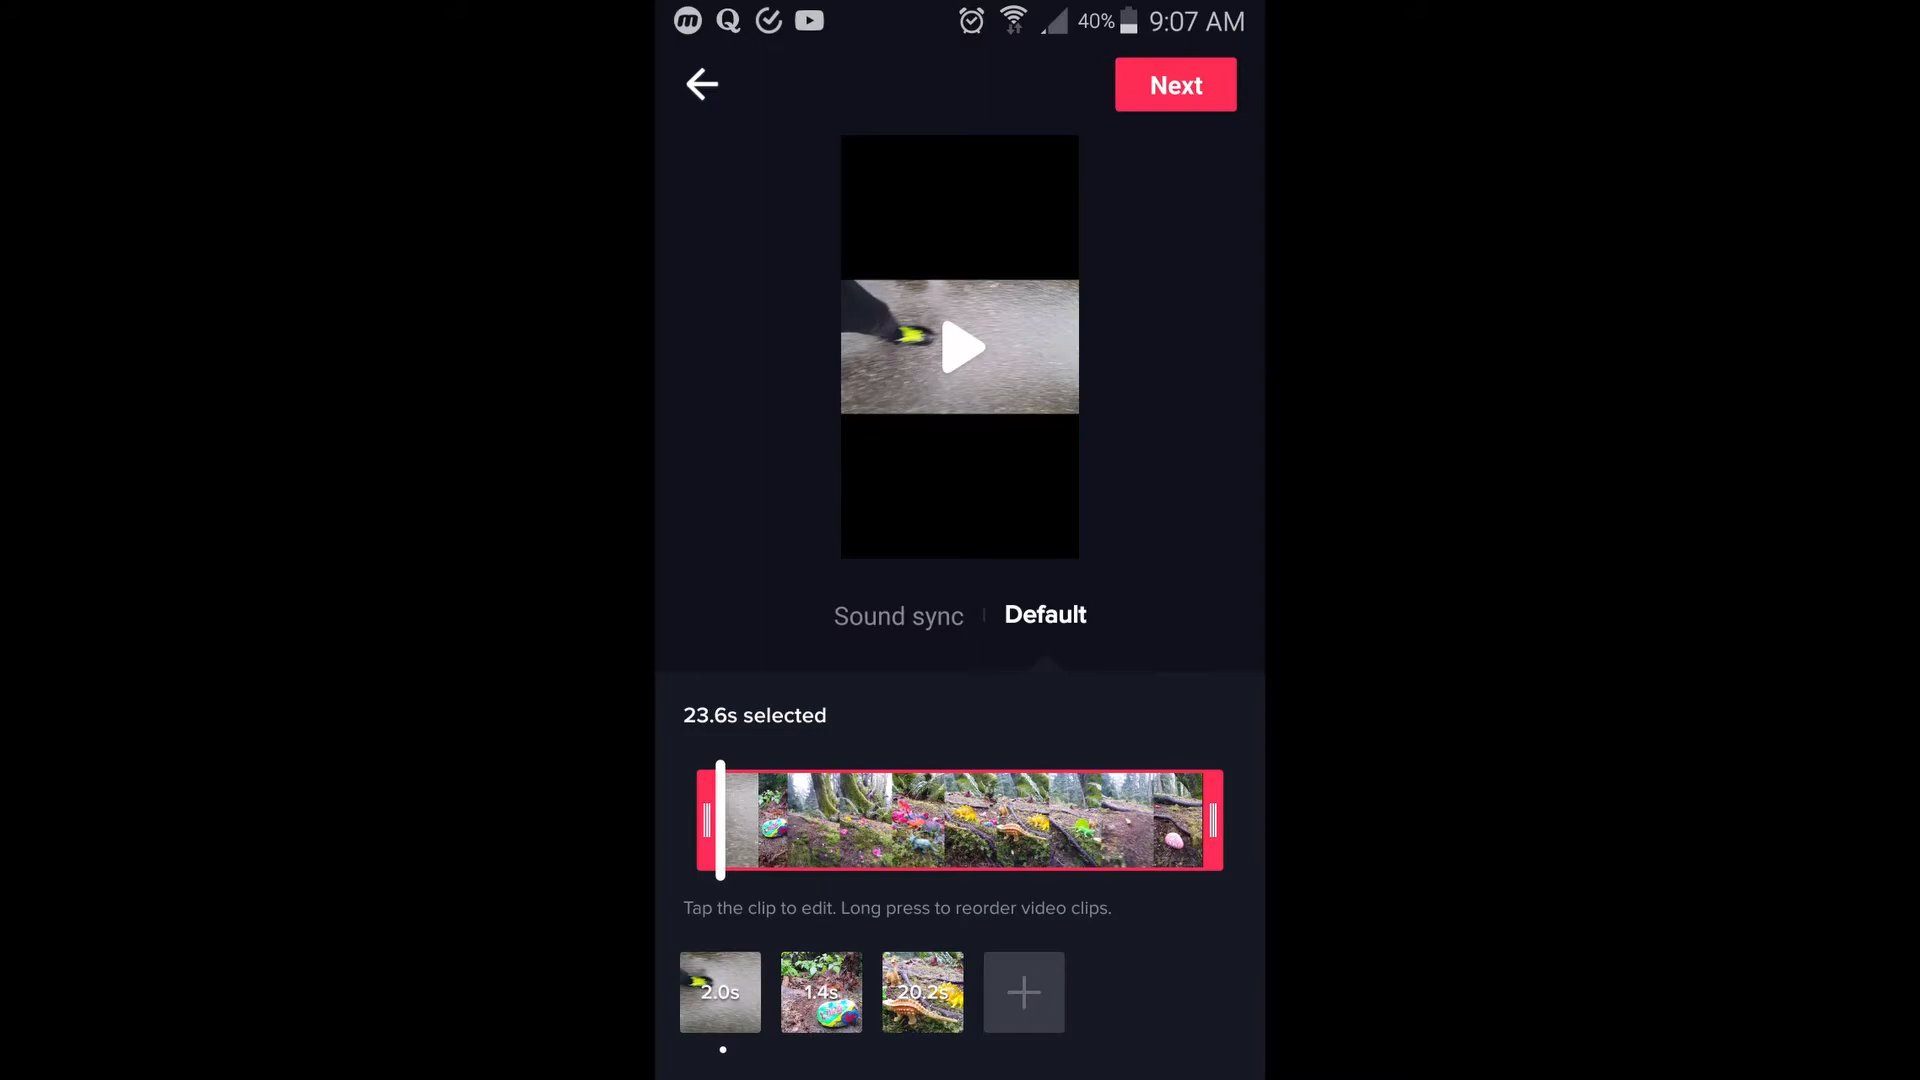 40% 9:07 AM
Next
Sound sync Default
23.6s selected
Tap the clip to edit. Long press to reorder video clips.
2.0s 1.4s 20.2s